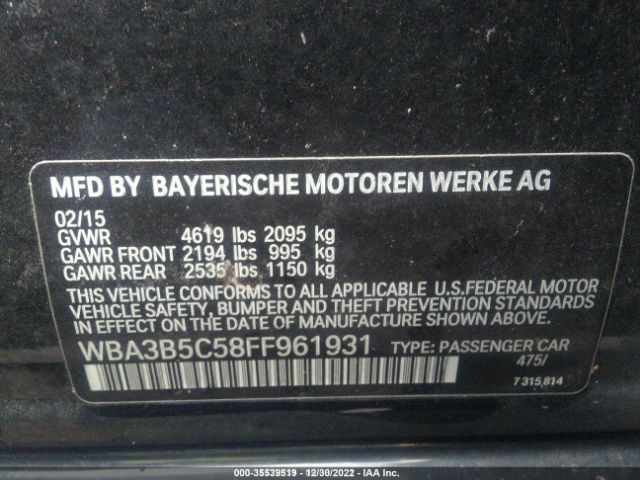 MFD BY BAYERISCHE MOTOREN WERKE AG
02/15
GVWR 4619 lbs 2095 kg
GAWR FRONT 2194 lbs 995 kg
GAWR REAR 2535 lbs 1150 kg
THIS VEHICLE CONFORMS TO ALL APPLICABLE U.S.FEDERAL MOTOR
VEHICLE SAFETY, BUMPER AND THEFT PREVENTION STANDARDS
IN EFFECT ON THE DATE OF MANUFACTURE SHOWN ABOVE.
WBA3B5C58FF961931 TYPE: PASSENGER CAR
475/
7 315,814
000-35539519 - 12/30/2022 - IAA Inc.